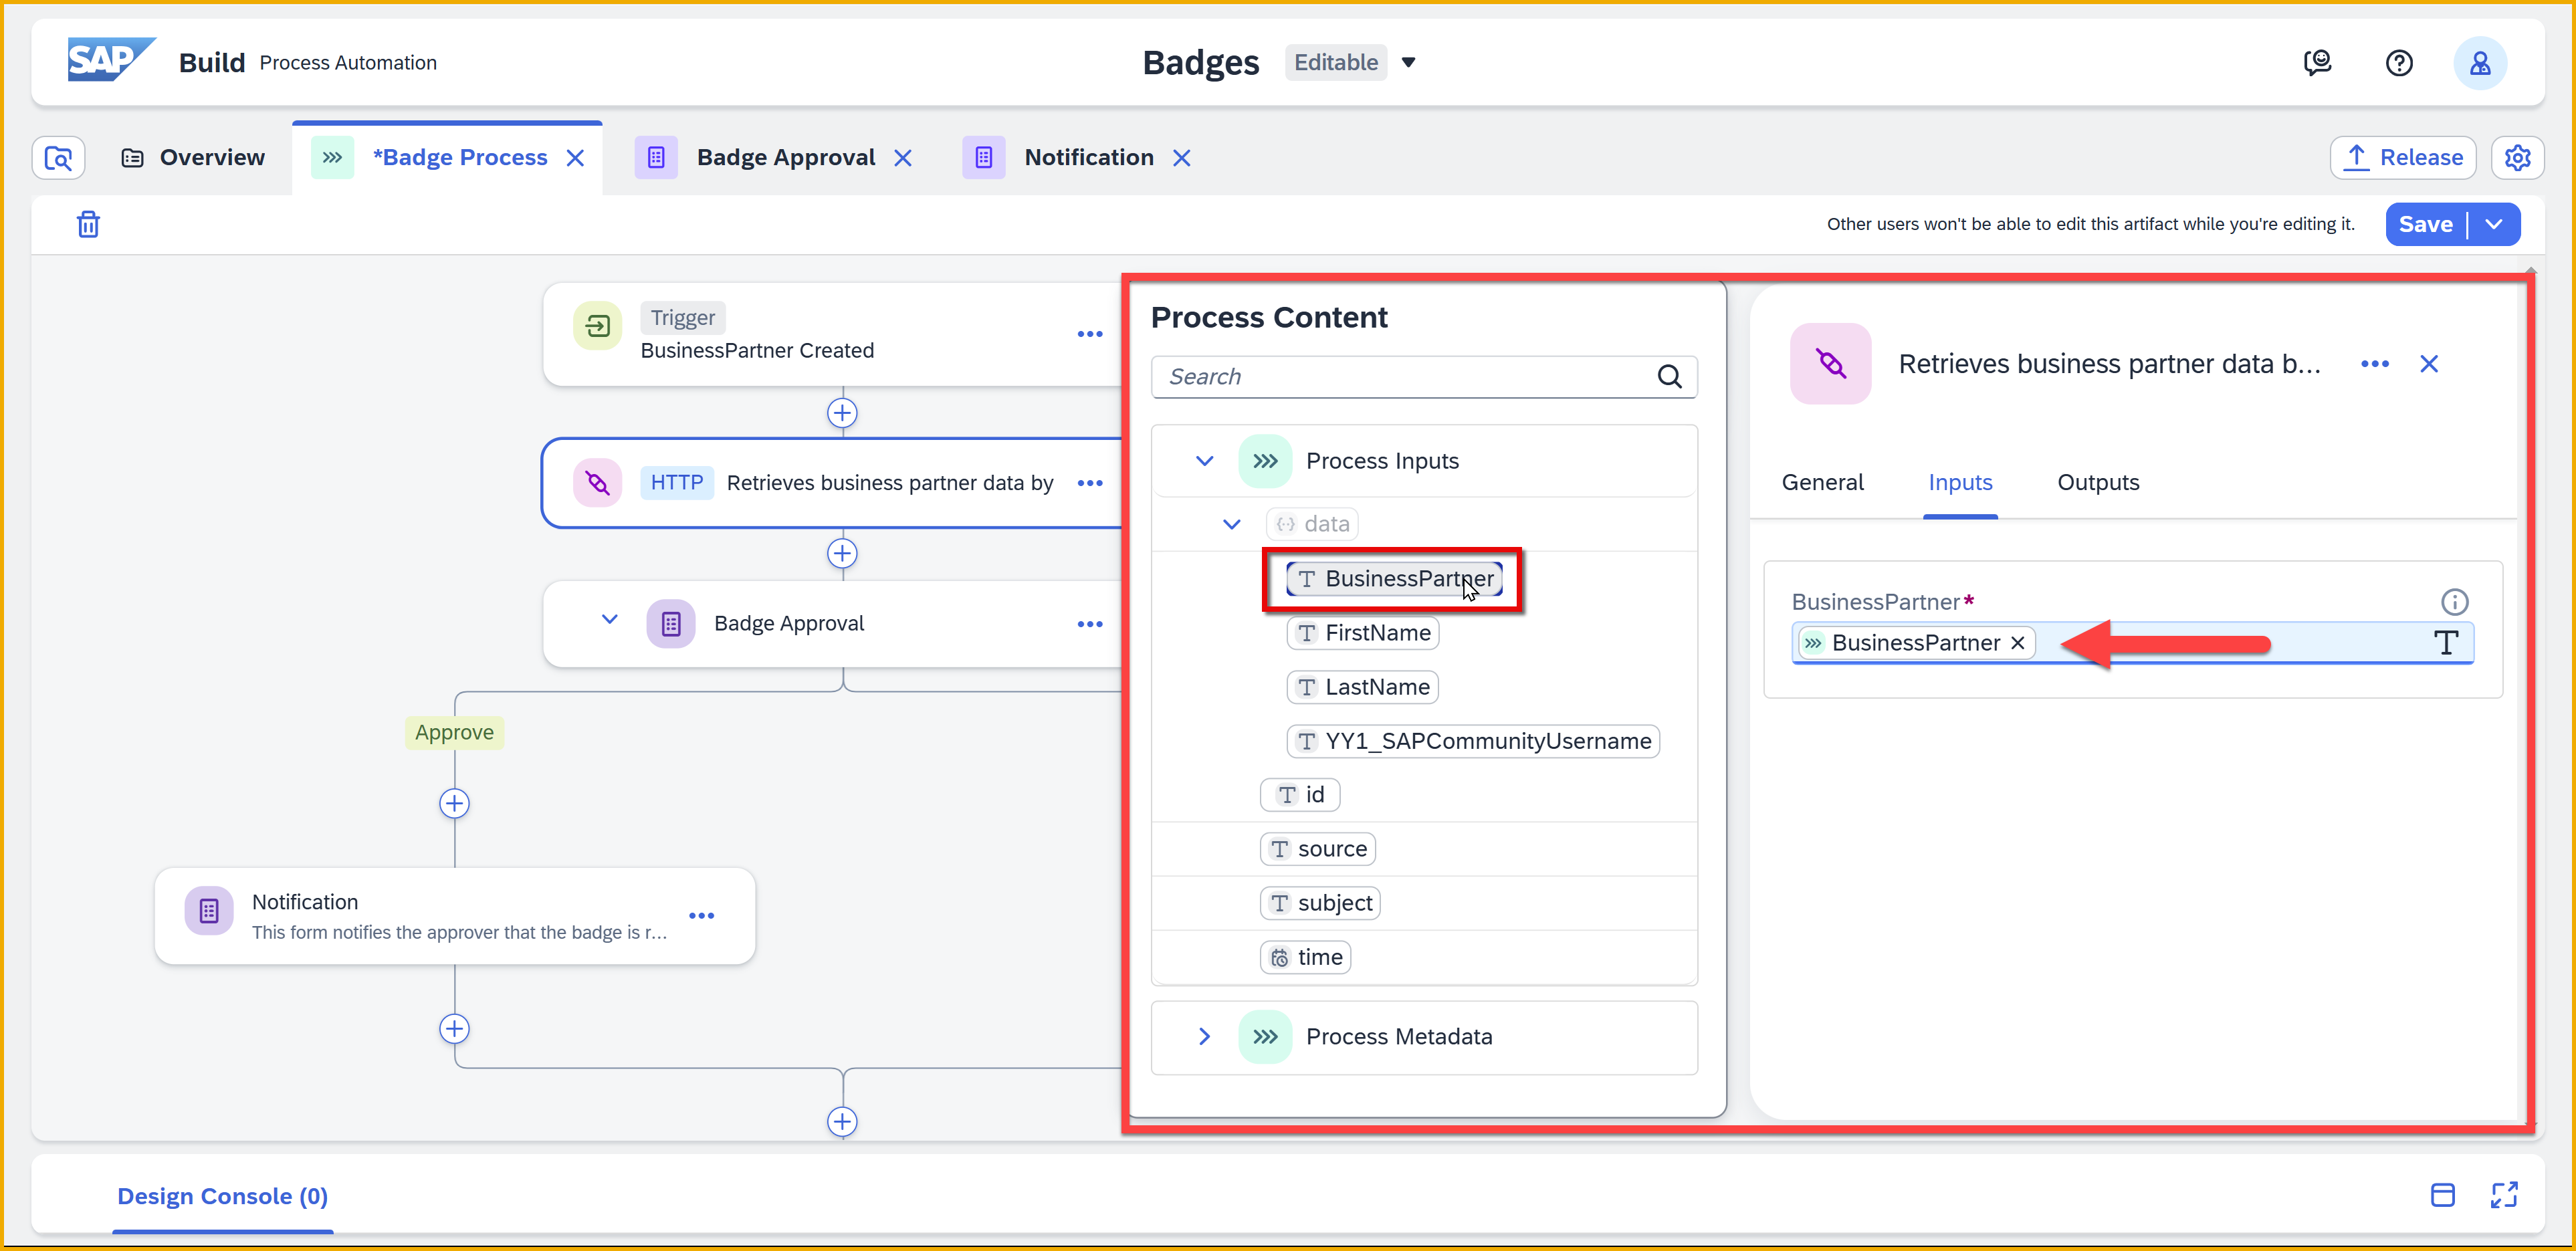 SAP Build Process Automation
Badges Editable
Overview
*Badge Process
Badge Approval
Notification
Release
Other users won't be able to edit this artifact while you're editing it.
Save
Trigger
BusinessPartner Created
HTTP Retrieves business partner data by
Badge Approval
Approve
Notification
This form notifies the approver that the badge is r...
Process Content
Search
Process Inputs
data
BusinessPartner
FirstName
LastName
YY1_SAPCommunityUsername
id
source
subject
time
Process Metadata
Retrieves business partner data b...
General Inputs Outputs
BusinessPartner*
BusinessPartner
Design Console (0)